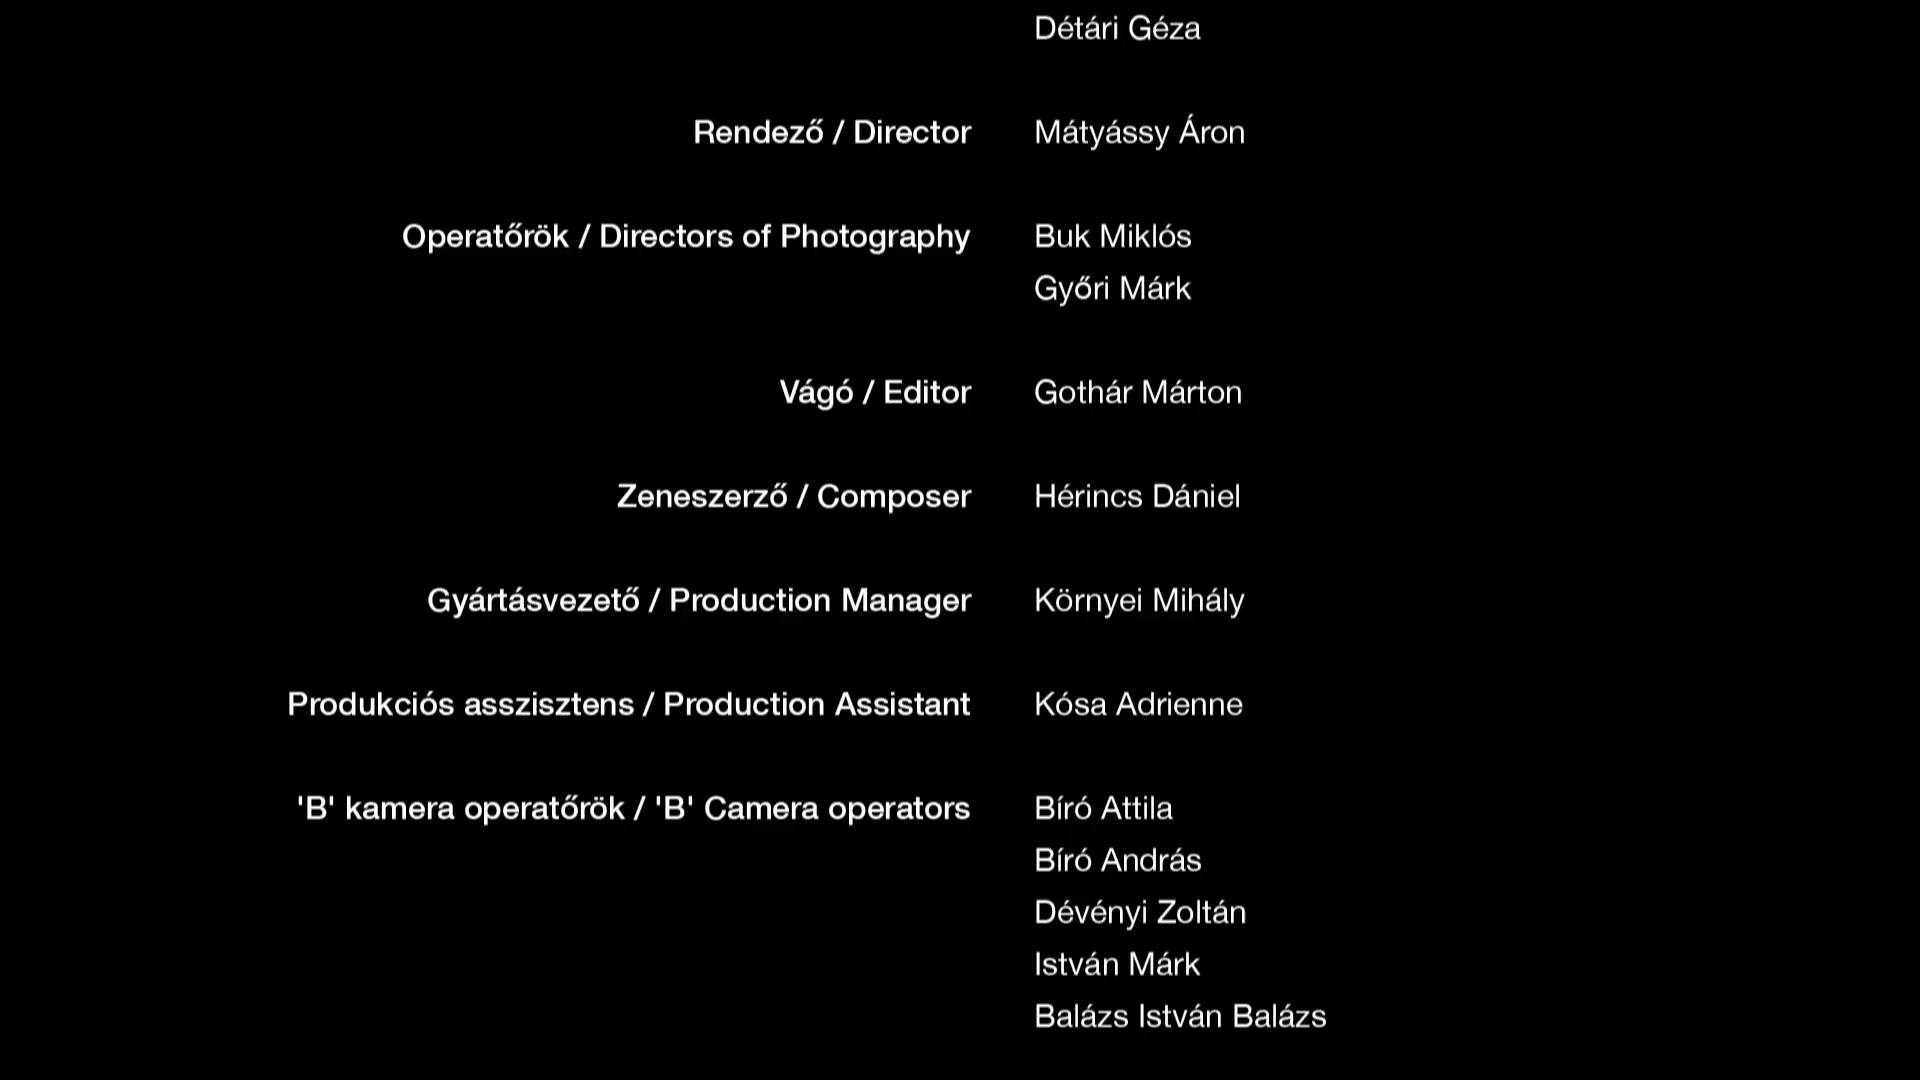 Détári Géza
Rendező / Director Mátyássy Áron
Operatőrök / Directors of Photography Buk Miklós
Győri Márk
Vágó / Editor Gothár Márton
Zeneszerző / Composer Hérincs Dániel
Gyártásvezető / Production Manager Környei Mihály
Produkciós asszisztens / Production Assistant Kósa Adrienne
'B' kamera operatőrök / 'B' Camera operators Bíró Attila
Bíró András
Dévényi Zoltán
István Márk
Balázs István Balázs